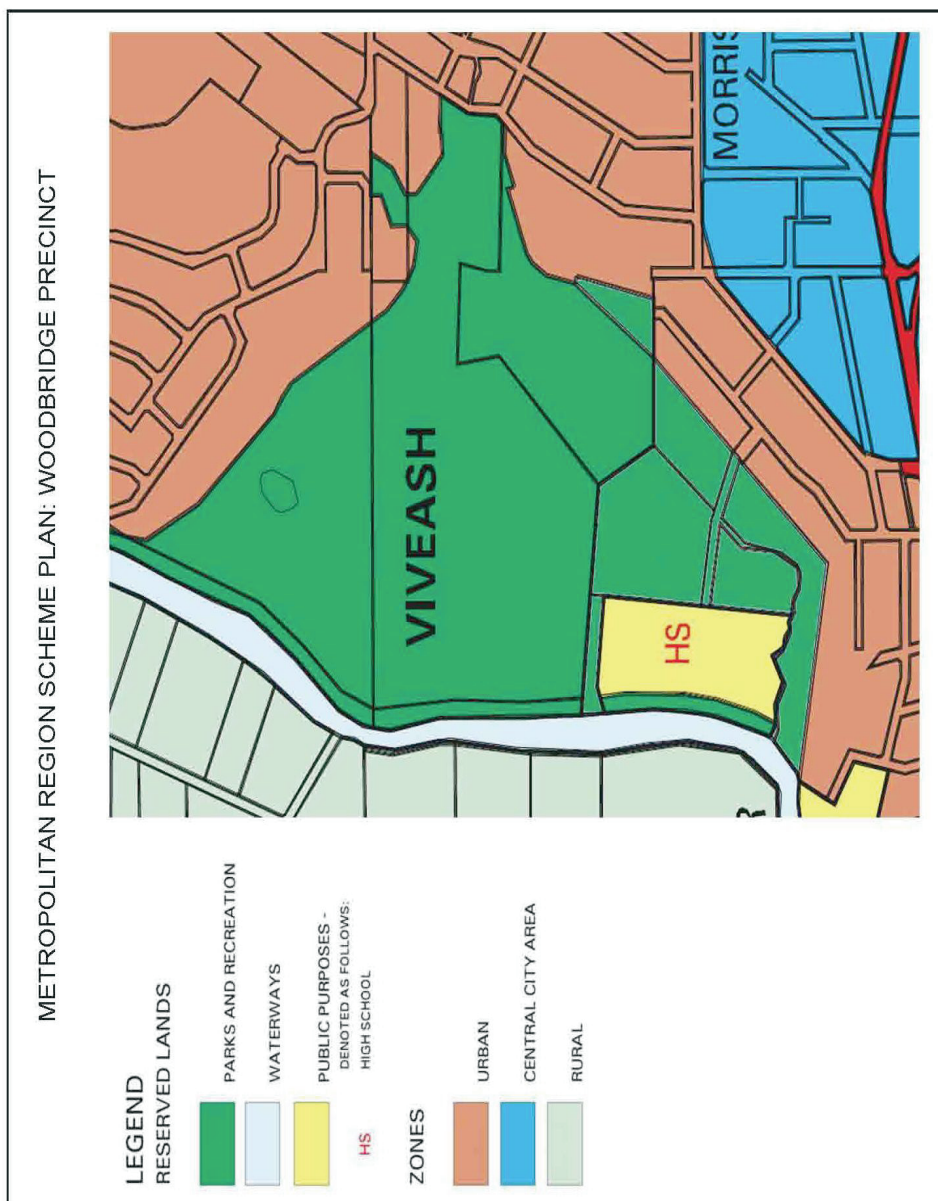 METROPOLITAN REGION SCHEME PLAN: WOODBRIDGE PRECINCT
MORRIS
VIVEASH
HS
R
LEGEND
RESERVED LANDS
PARKS AND RECREATION
WATERWAYS
PUBLIC PURPOSES -
DENOTED AS FOLLOWS:
HS
HIGH SCHOOL
ZONES
URBAN
CENTRAL CITY AREA
RURAL